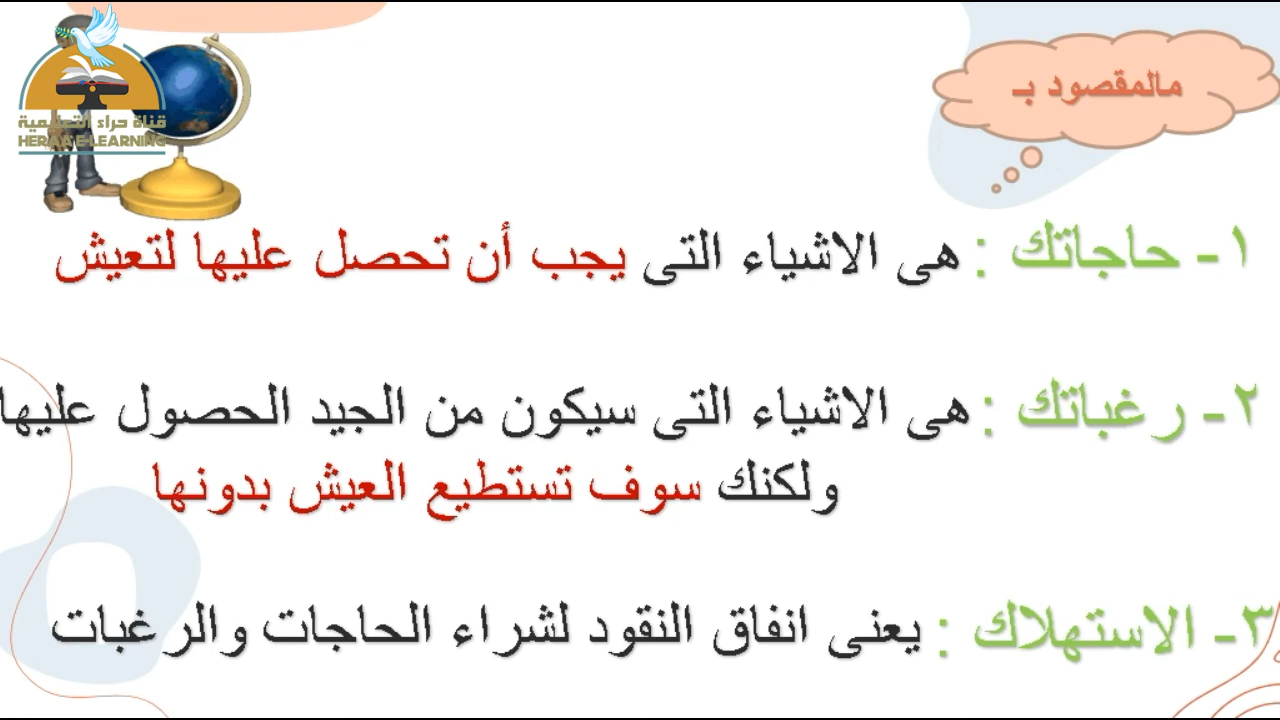 مالمقصود بـ
قناة حراء التعليمية
HERAA E-LEARNING
١- حاجاتك : هى الاشياء التى يجب أن تحصل عليها لتعيش
٢- رغباتك : هى الاشياء التى سيكون من الجيد الحصول عليها
ولكنك سوف تستطيع العيش بدونها
٣- الاستهلاك : يعنى انفاق النقود لشراء الحاجات والرغبات